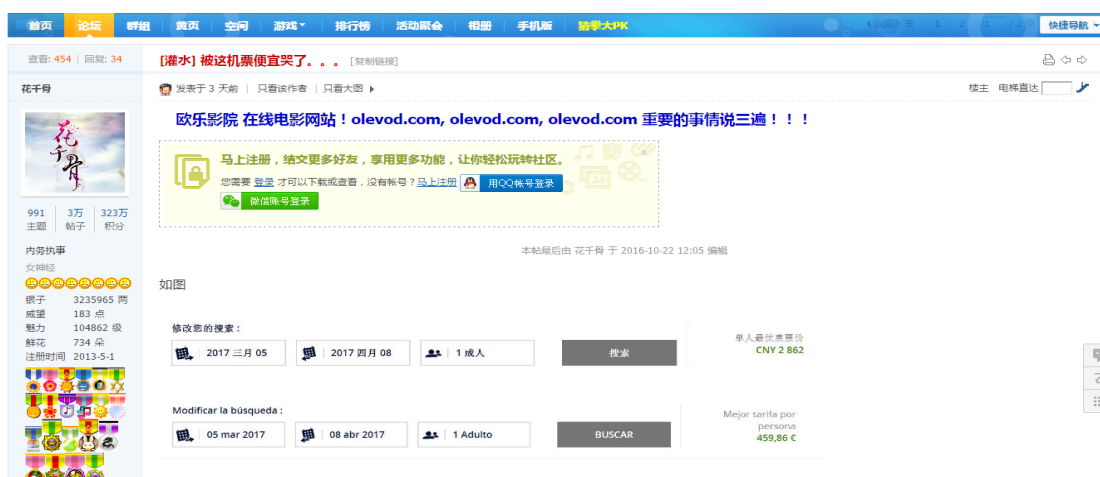 首页 论坛 群组 黄页 空间 游戏 排行榜 活动聚会 相册 手机版 猜拳大PK 快捷导航
查看: 454 | 回复: 34
[灌水] 被这机票便宜哭了。。。 [复制链接]
花千骨
发表于 3 天前 | 只看该作者 | 只看大图
楼主 电梯直达
欧乐影院 在线电影网站！olevod.com, olevod.com, olevod.com 重要的事情说三遍！！！
花千骨
马上注册，结交更多好友，享用更多功能，让你轻松玩转社区。
您需要 登录 才可以下载或查看，没有帐号？马上注册 用QQ帐号登录
微信账号登录
991 3万 323万
主题 帖子 积分
本帖最后由 花千骨 于 2016-10-22 12:05 编辑
内务执事
女神经
银子 3235965 两
威望 183 点
魅力 104862 级
鲜花 734 朵
注册时间 2013-5-1
如图
修改您的搜索 :
2017 三月 05 2017 四月 08 1 成人 搜索
单人最优惠票价
CNY 2 862
Modificar la búsqueda :
05 mar 2017 08 abr 2017 1 Adulto BUSCAR
Mejor tarifa por
persona
459,86 €